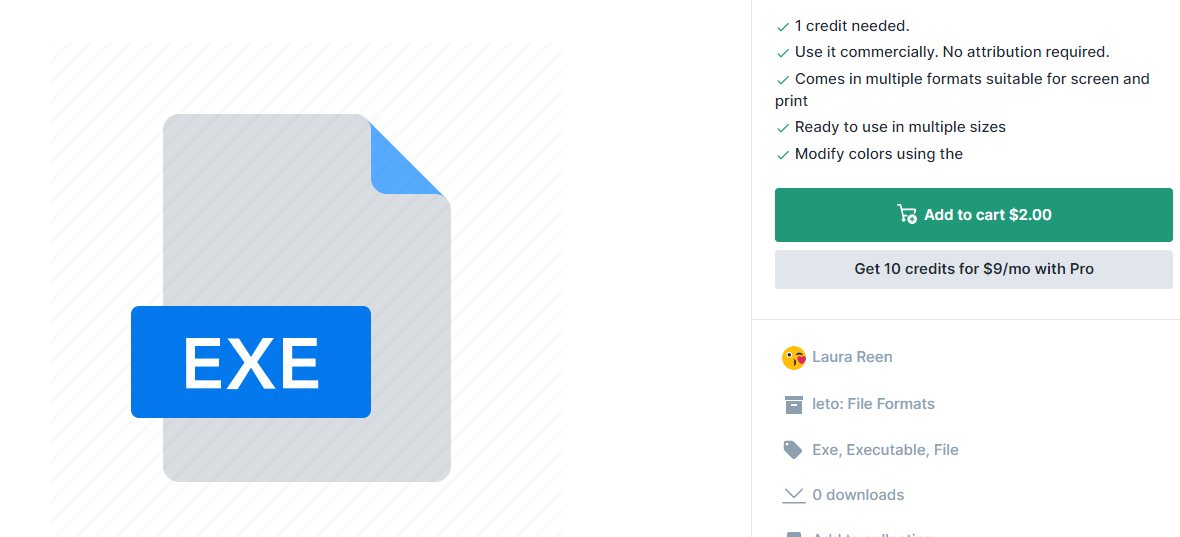 1 credit needed.
Use it commercially. No attribution required.
Comes in multiple formats suitable for screen and
print
Ready to use in multiple sizes
Modify colors using the
Add to cart $2.00
Get 10 credits for $9/mo with Pro
EXE
Laura Reen
leto: File Formats
Exe, Executable, File
0 downloads